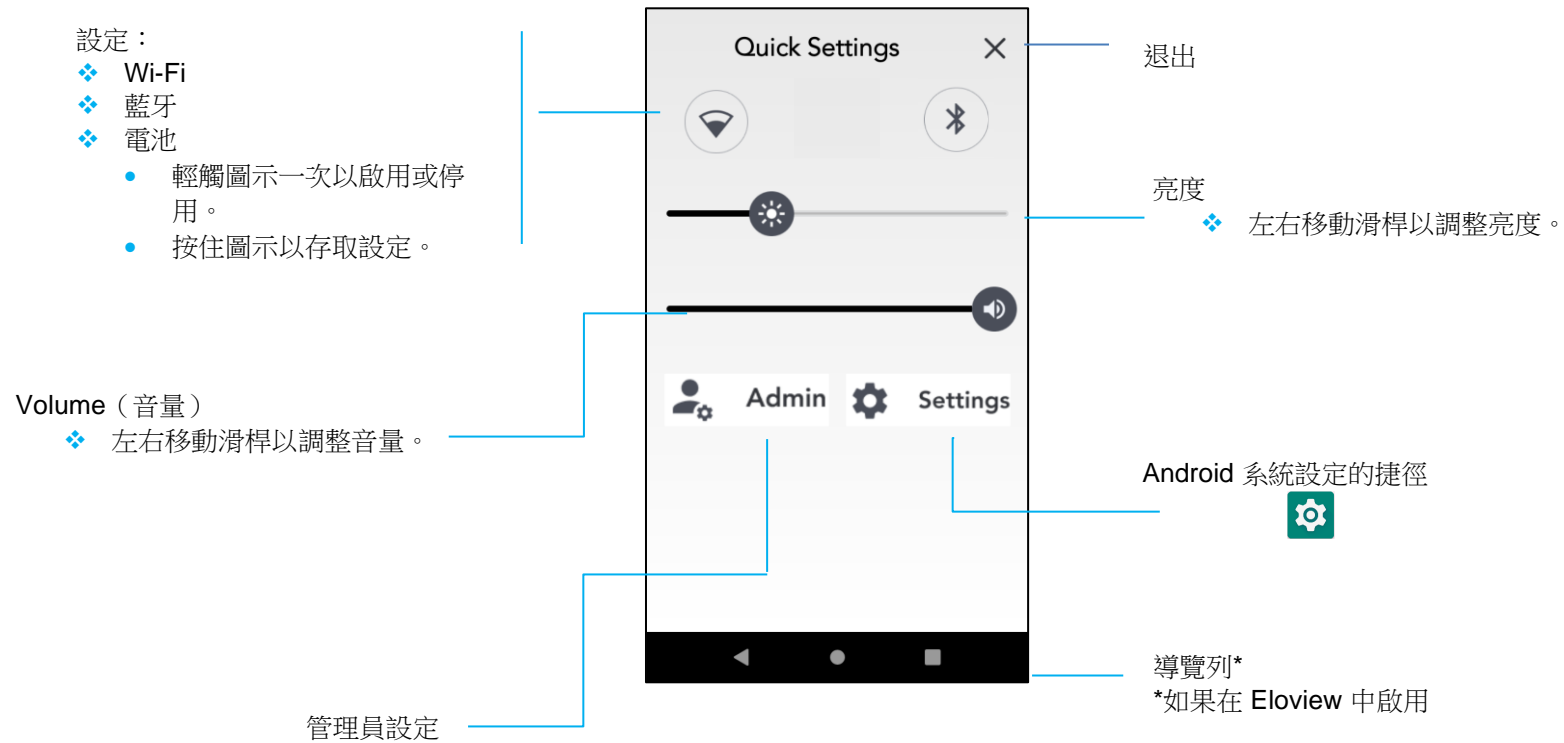 設定：
Wi-Fi
藍牙
電池
輕觸圖示一次以啟用或停
用。
按住圖示以存取設定。
Quick Settings
退出
亮度
左右移動滑桿以調整亮度。
Volume（音量）
左右移動滑桿以調整音量。
Admin
Settings
Android 系統設定的捷徑
導覽列*
*如果在 Eloview 中啟用
管理員設定